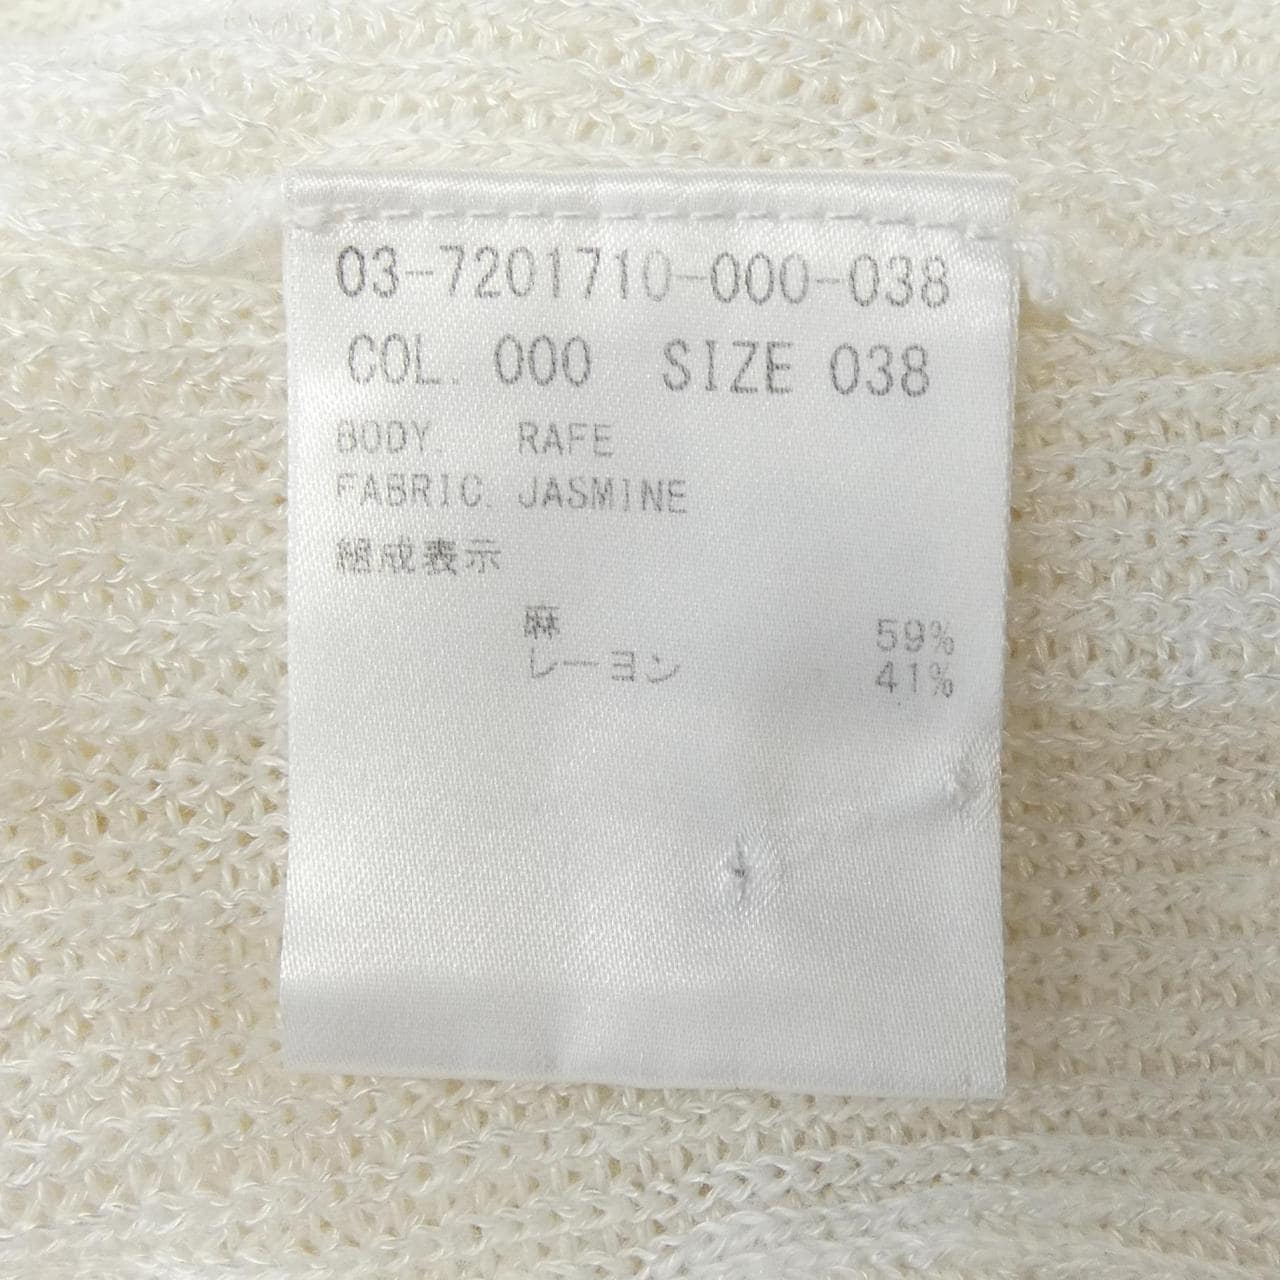 03-7201710-000-038
COL. 000 SIZE 038
BODY. RAFE
FABRIC. JASMINE
組成表示
麻 59%
レーヨン 41%